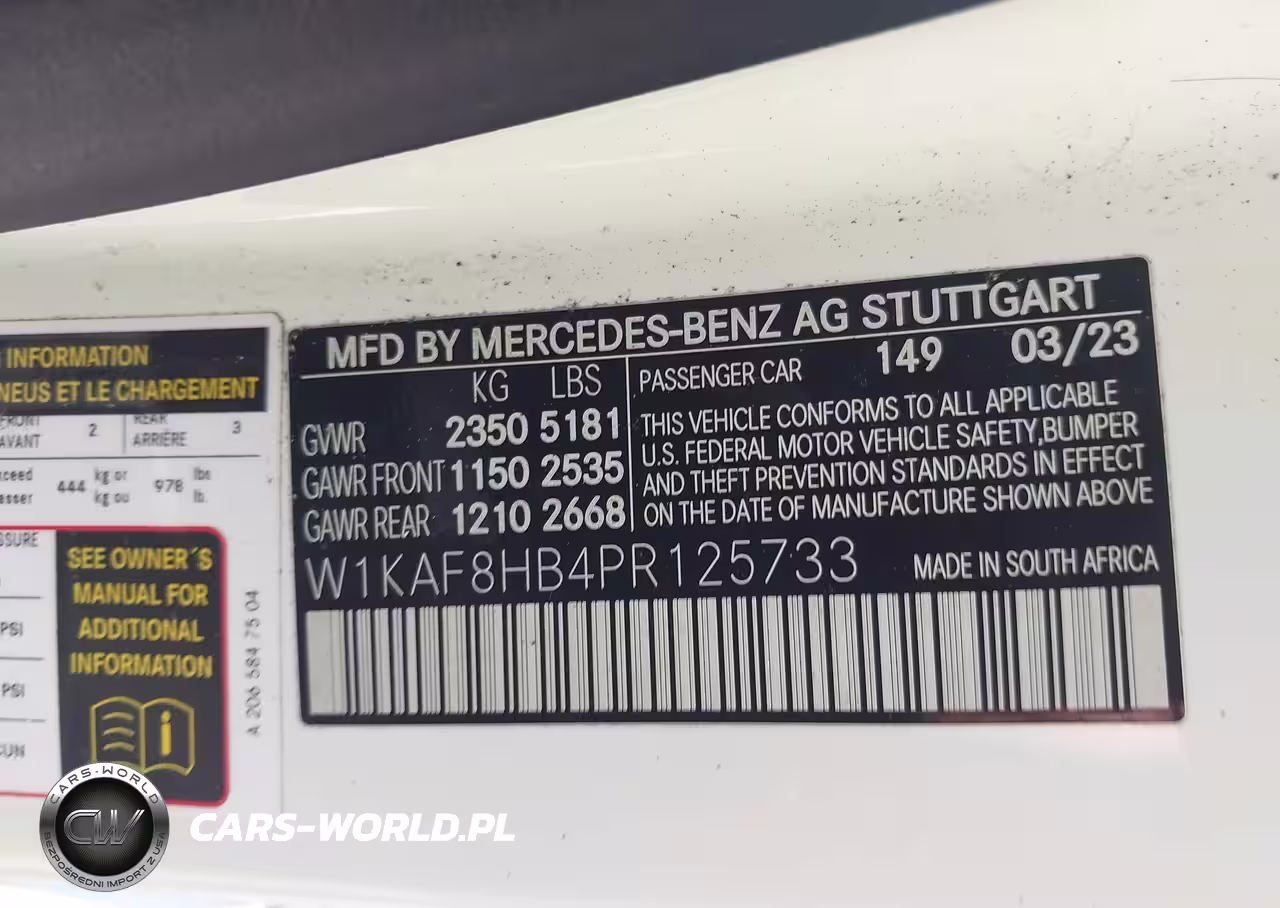 INFORMATION
NEUS ET LE CHARGEMENT
FRONT
AVANT
2
REAR
ARRIÈRE
3
444
kg or
kg ou
978
lbs
lb.
SEE OWNER´S
MANUAL FOR
ADDITIONAL
INFORMATION
PSI
PSI
A 206 584 75 04
MFD BY MERCEDES-BENZ AG STUTTGART
KG LBS
GVWR 2350 5181
GAWR FRONT 1150 2535
GAWR REAR 1210 2668
PASSENGER CAR 149 03/23
THIS VEHICLE CONFORMS TO ALL APPLICABLE
U.S. FEDERAL MOTOR VEHICLE SAFETY,BUMPER
AND THEFT PREVENTION STANDARDS IN EFFECT
ON THE DATE OF MANUFACTURE SHOWN ABOVE
W1KAF8HB4PR125733 MADE IN SOUTH AFRICA
CARS-WORLD
CW
BEZPOŚREDNI IMPORT Z USA
CARS-WORLD.PL